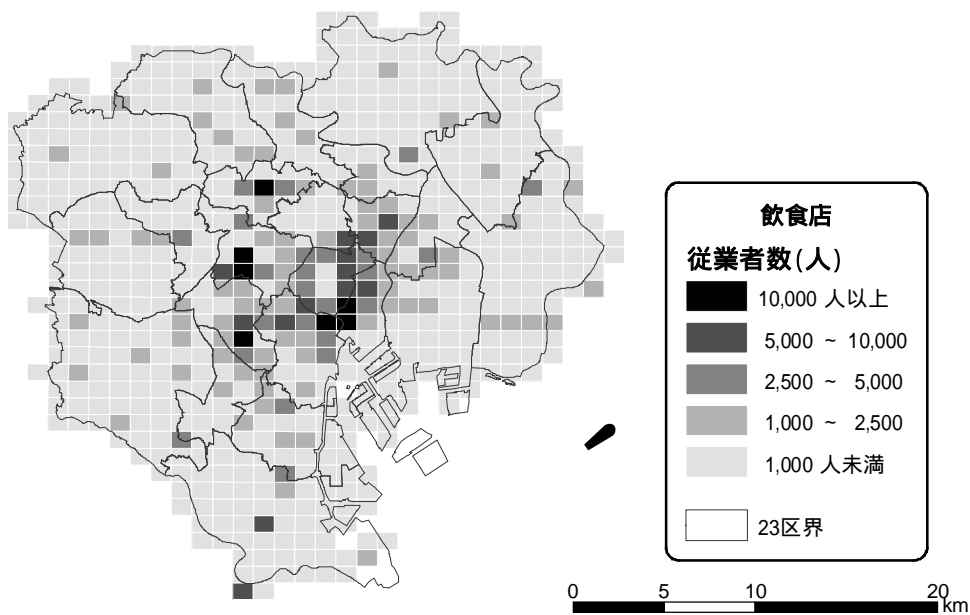 飲食店
従業者数(人)
10,000 人以上
5,000 ~ 10,000
2,500 ~ 5,000
1,000 ~ 2,500
1,000 人未満
23区界
0 5 10 20
km